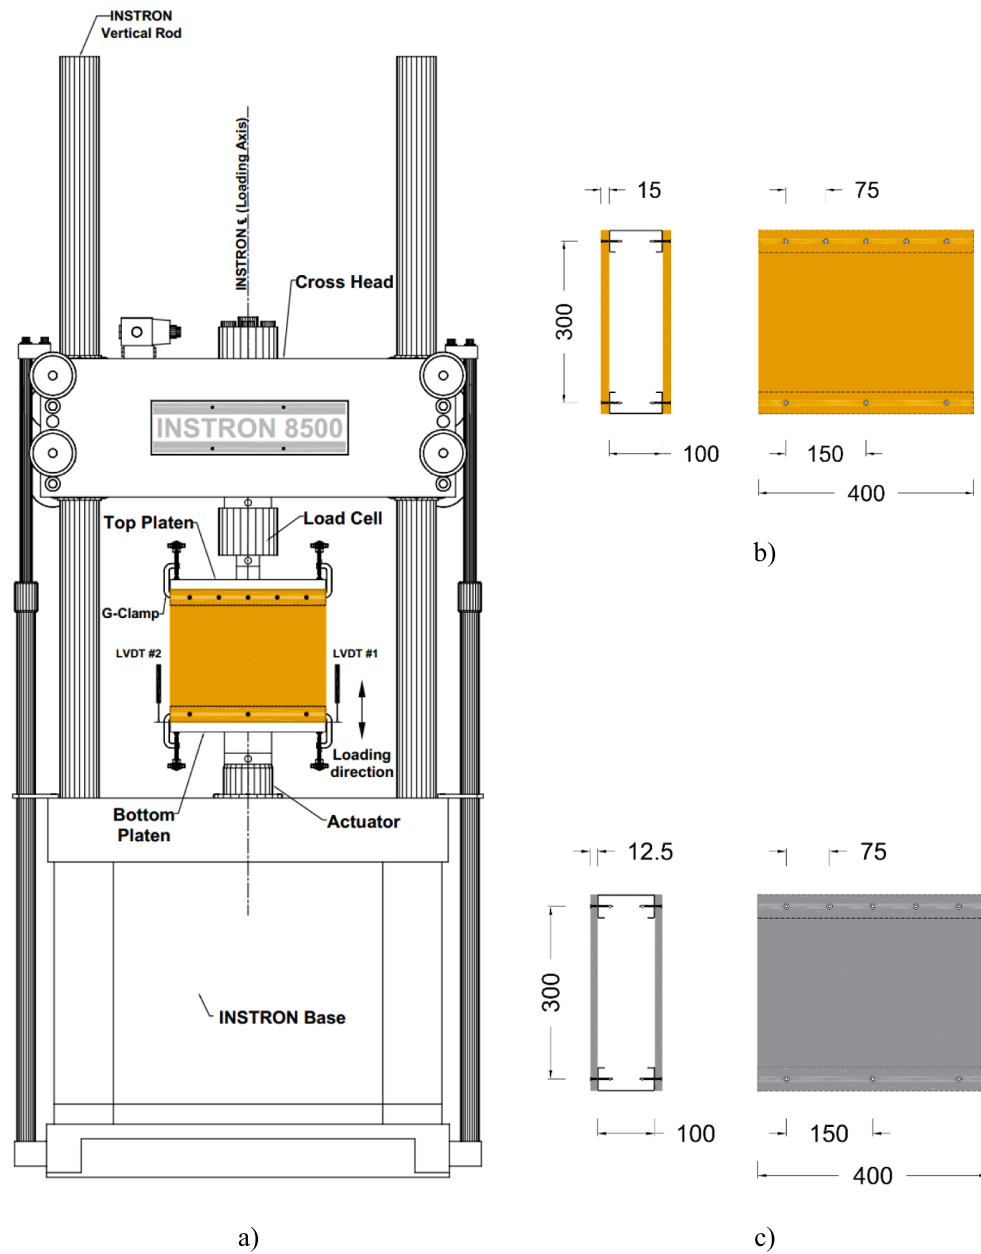 INSTRON
Vertical Rod
INSTRON ℄ (Loading Axis)
Cross Head
INSTRON 8500
Top Platen
Load Cell
G-Clamp
LVDT #2
LVDT #1
Loading
direction
Bottom
Platen
Actuator
INSTRON Base
a)
15
75
300
100
150
400
b)
12.5
75
300
100
150
400
c)